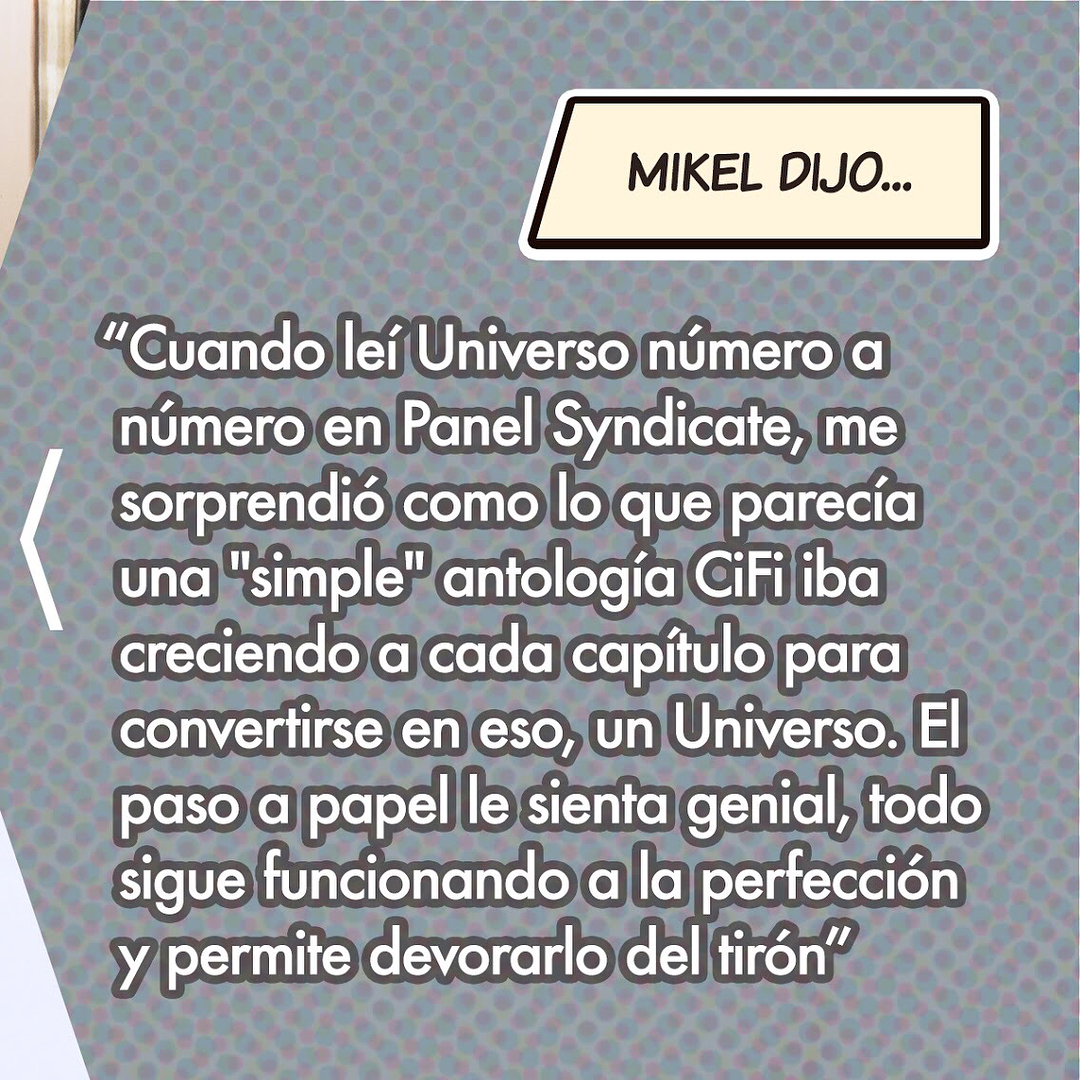 MIKEL DIJO...
“Cuando leí Universo número a
número en Panel Syndicate, me
sorprendió como lo que parecía
una "simple" antología CiFi iba
creciendo a cada capítulo para
convertirse en eso, un Universo. El
paso a papel le sienta genial, todo
sigue funcionando a la perfección
y permite devorarlo del tirón”